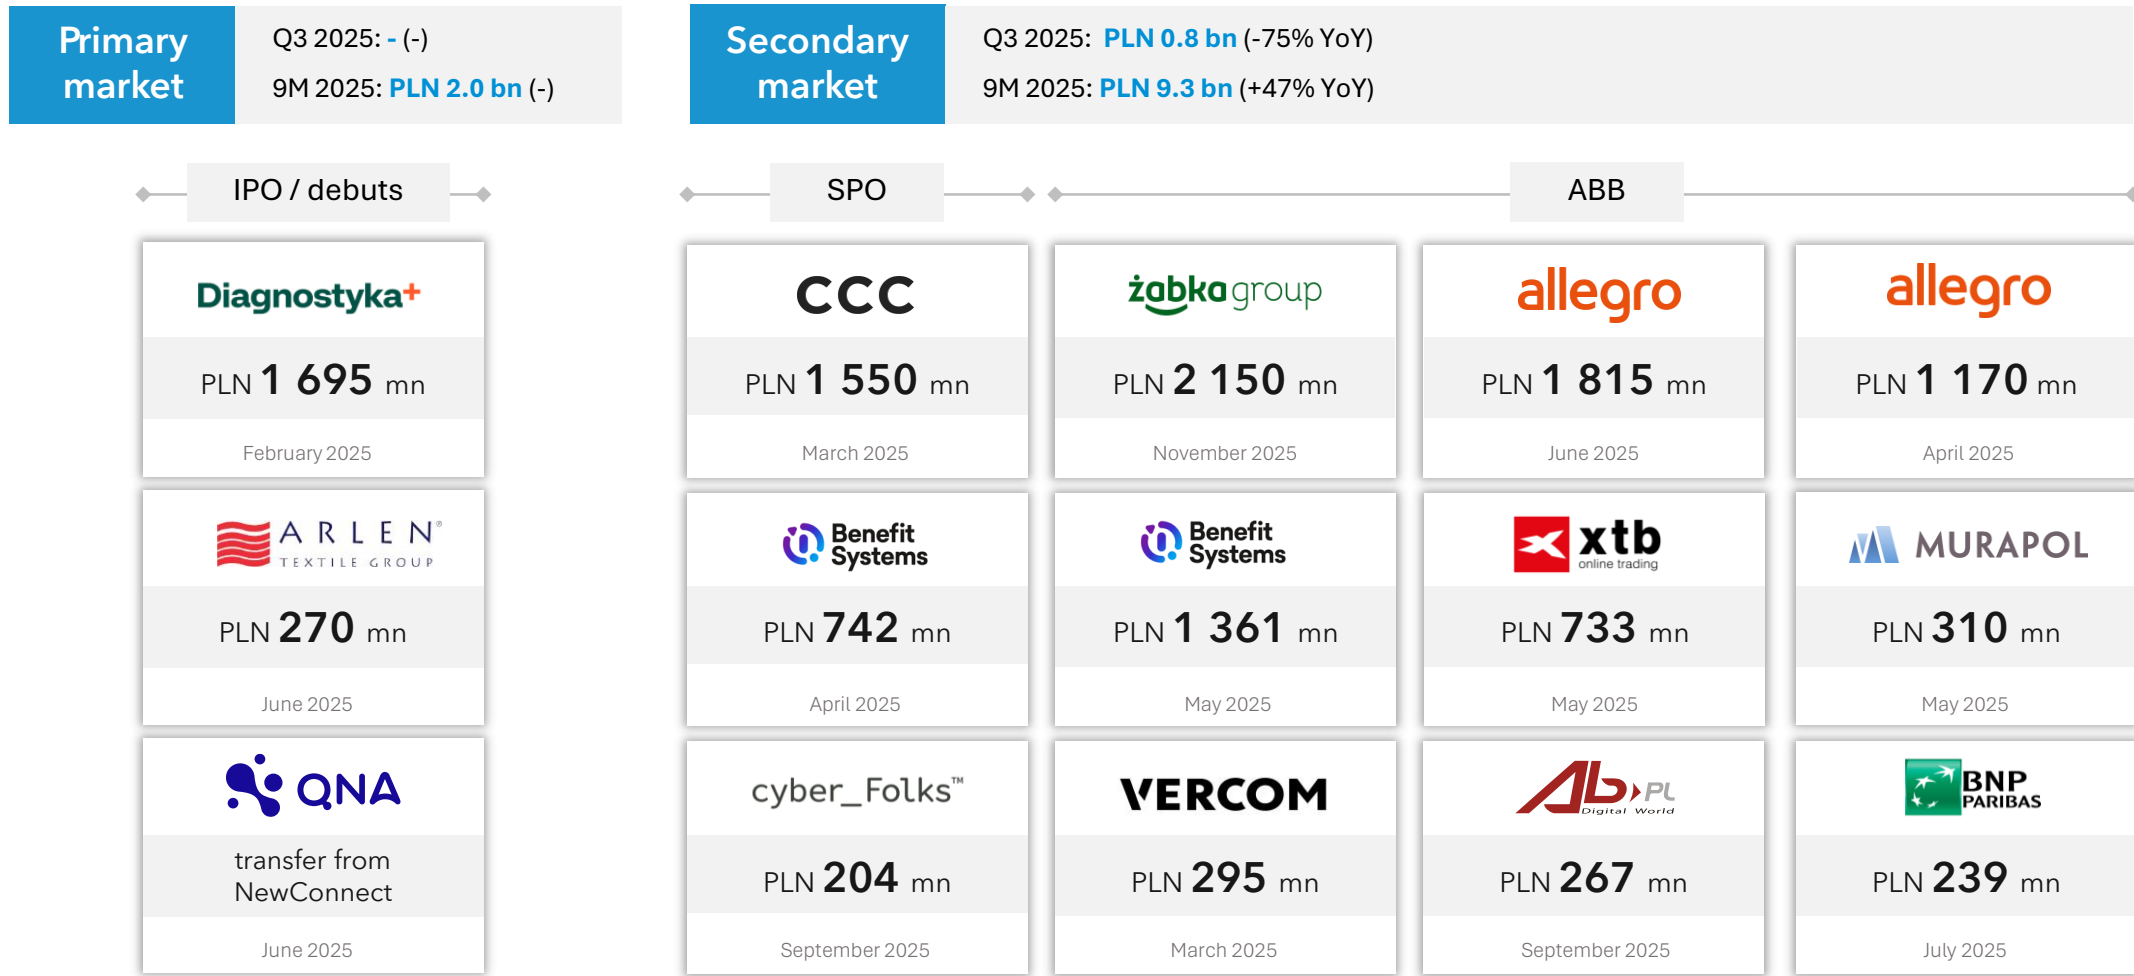 Primary
market
Q3 2025: - (-)
9M 2025: PLN 2.0 bn (-)
Secondary
market
Q3 2025: PLN 0.8 bn (-75% YoY)
9M 2025: PLN 9.3 bn (+47% YoY)
IPO / debuts
SPO
ABB
Diagnostyka+
PLN 1 695 mn
February 2025
CCC
PLN 1 550 mn
March 2025
żabka group
PLN 2 150 mn
November 2025
allegro
PLN 1 815 mn
June 2025
allegro
PLN 1 170 mn
April 2025
ARLEN®
TEXTILE GROUP
PLN 270 mn
June 2025
Benefit
Systems
PLN 742 mn
April 2025
Benefit
Systems
PLN 1 361 mn
May 2025
xtb
online trading
PLN 733 mn
May 2025
MURAPOL
PLN 310 mn
May 2025
QNA
transfer from
NewConnect
June 2025
cyber_Folks™
PLN 204 mn
September 2025
VERCOM
PLN 295 mn
March 2025
Ab PL
Digital World
PLN 267 mn
September 2025
BNP
PARIBAS
PLN 239 mn
July 2025